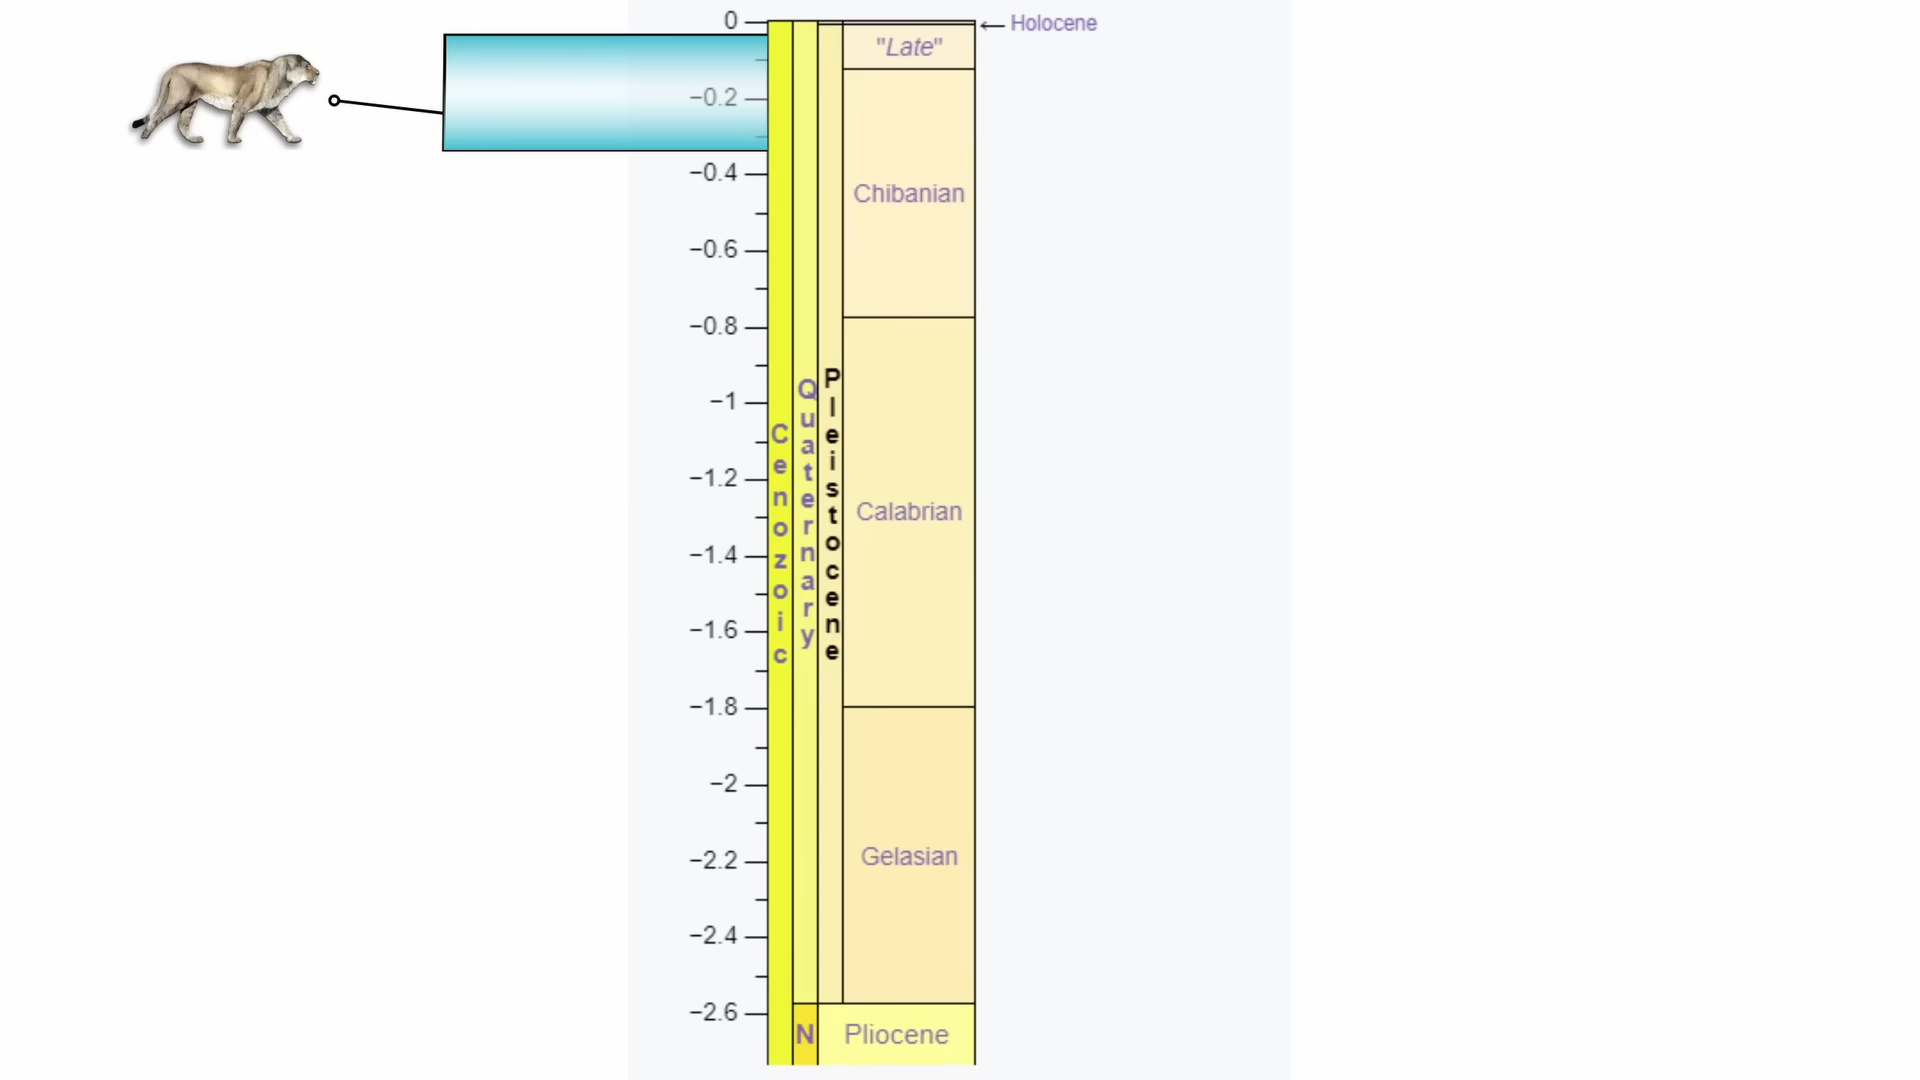 0
← Holocene
"Late"
−0.2
−0.4
Chibanian
−0.6
−0.8
−1
Cenozoic
Quaternary
Pleistocene
−1.2
Calabrian
−1.4
−1.6
−1.8
−2
−2.2
Gelasian
−2.4
−2.6
N
Pliocene